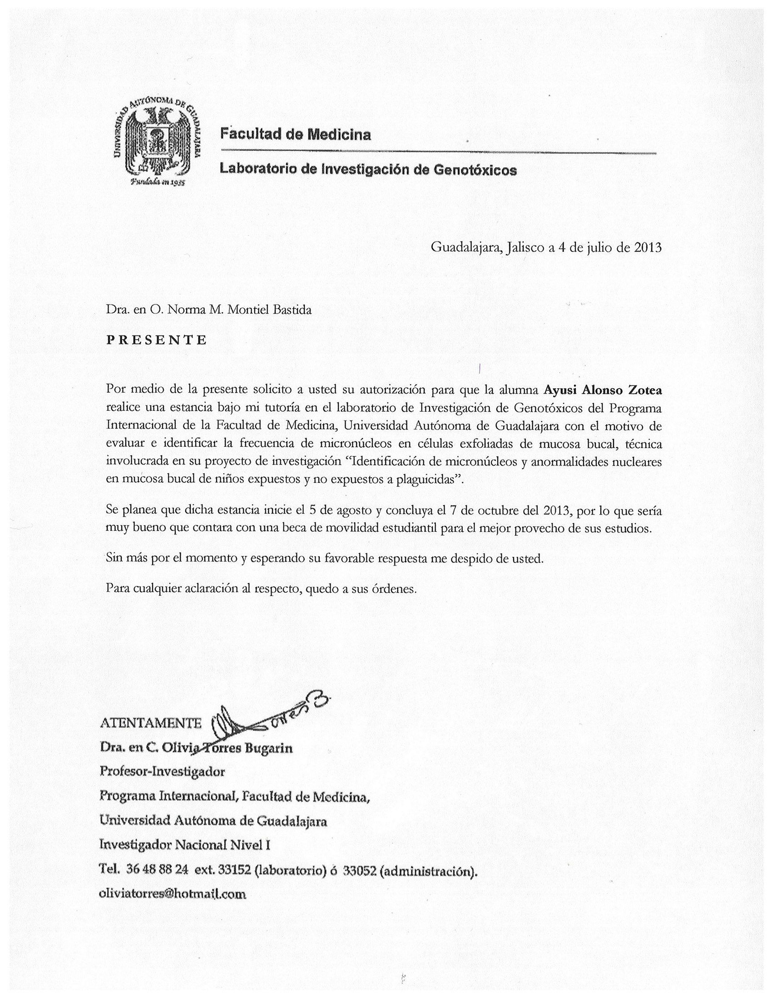 UNIVERSIDAD AUTÓNOMA DE GUADALAJARA
Fundada en 1935
Facultad de Medicina
Laboratorio de Investigación de Genotóxicos
Guadalajara, Jalisco a 4 de julio de 2013
Dra. en O. Norma M. Montiel Bastida
PRESENTE
Por medio de la presente solicito a usted su autorización para que la alumna Ayusi Alonso Zotea
realice una estancia bajo mi tutoría en el laboratorio de Investigación de Genotóxicos del Programa
Internacional de la Facultad de Medicina, Universidad Autónoma de Guadalajara con el motivo de
evaluar e identificar la frecuencia de micronúcleos en células exfoliadas de mucosa bucal, técnica
involucrada en su proyecto de investigación “Identificación de micronúcleos y anormalidades nucleares
en mucosa bucal de niños expuestos y no expuestos a plaguicidas”.
Se planea que dicha estancia inicie el 5 de agosto y concluya el 7 de octubre del 2013, por lo que sería
muy bueno que contara con una beca de movilidad estudiantil para el mejor provecho de sus estudios.
Sin más por el momento y esperando su favorable respuesta me despido de usted.
Para cualquier aclaración al respecto, quedo a sus órdenes.
ATENTAMENTE
Dra. en C. Olivia Torres Bugarin
Profesor-Investigador
Programa Internacional, Facultad de Medicina,
Universidad Autónoma de Guadalajara
Investigador Nacional Nivel I
Tel. 36 48 88 24 ext. 33152 (laboratorio) ó 33052 (administración).
oliviatorres@hotmail.com